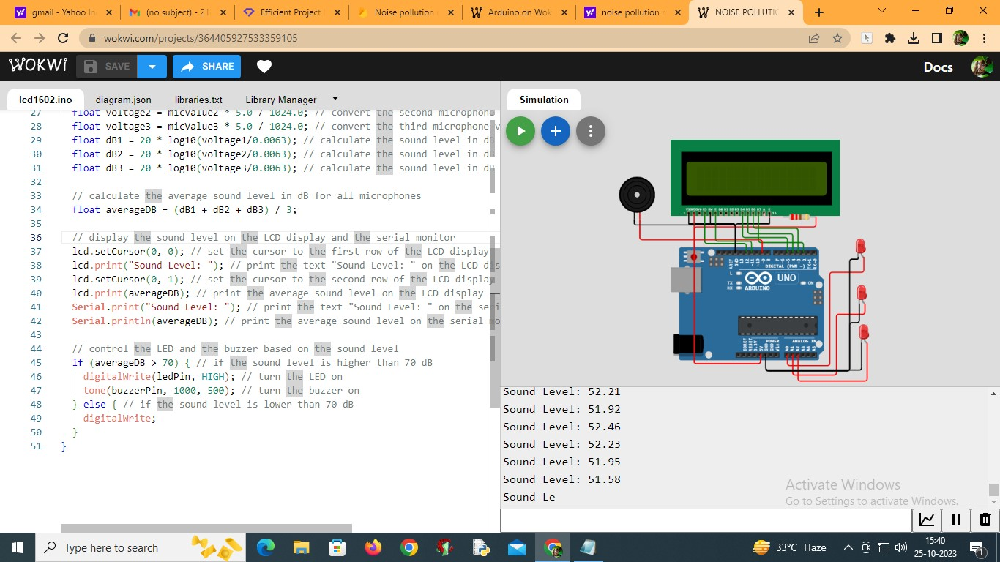 gmail - Yahoo In
(no subject) - 21
Efficient Project
Noise pollution
Arduino on Wok
noise pollution
NOISE POLLUTIO
wokwi.com/projects/364405927533359105
WOKWI
SAVE
SHARE
Docs
lcd1602.ino
diagram.json
libraries.txt
Library Manager
Simulation
27 float voltage2 = micValue2 * 5.0 / 1024.0; // convert the second microphone
28 float voltage3 = micValue3 * 5.0 / 1024.0; // convert the third microphone v
29 float dB1 = 20 * log10(voltage1/0.0063); // calculate the sound level in dB
30 float dB2 = 20 * log10(voltage2/0.0063); // calculate the sound level in dB
31 float dB3 = 20 * log10(voltage3/0.0063); // calculate the sound level in dB
32
33 // calculate the average sound level in dB for all microphones
34 float averageDB = (dB1 + dB2 + dB3) / 3;
35
36 // display the sound level on the LCD display and the serial monitor
37 lcd.setCursor(0, 0); // set the cursor to the first row of the LCD display
38 lcd.print("Sound Level: "); // print the text "Sound Level: " on the LCD dis
39 lcd.setCursor(0, 1); // set the cursor to the second row of the LCD display
40 lcd.print(averageDB); // print the average sound level on the LCD display
41 Serial.print("Sound Level: "); // print the text "Sound Level: " on the seri
42 Serial.println(averageDB); // print the average sound level on the serial mo
43
44 // control the LED and the buzzer based on the sound level
45 if (averageDB > 70) { // if the sound level is higher than 70 dB
46 digitalWrite(ledPin, HIGH); // turn the LED on
47 tone(buzzerPin, 1000, 500); // turn the buzzer on
48 } else { // if the sound level is lower than 70 dB
49 digitalWrite;
50 }
51 }
DIGITAL (PWM ~)
UNO
ARDUINO
L
TX
RX
ON
POWER
ANALOG IN
Sound Level: 52.21
Sound Level: 51.92
Sound Level: 52.46
Sound Level: 52.23
Sound Level: 51.95
Sound Level: 51.58
Sound Le
Activate Windows
Go to Settings to activate Windows.
Type here to search
33°C Haze
15:40
25-10-2023
1